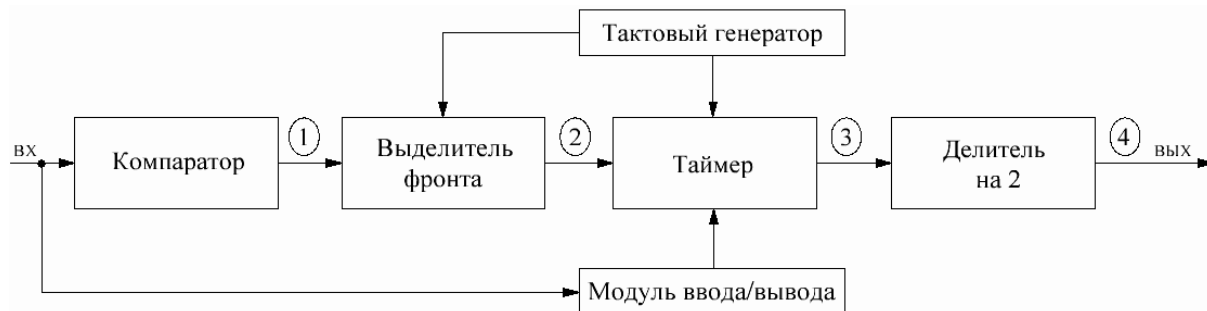 Тактовый генератор
вх
Компаратор
1
Выделитель
фронта
2
Таймер
3
Делитель
на 2
4
вых
Модуль ввода/вывода